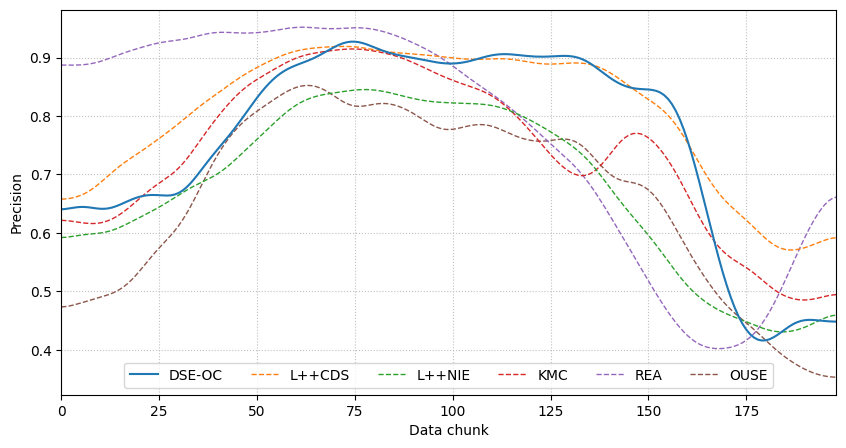 Precision
0.9
0.8
0.7
0.6
0.5
0.4
DSE-OC L++CDS L++NIE KMC REA OUSE
0 25 50 75 100 125 150 175
Data chunk